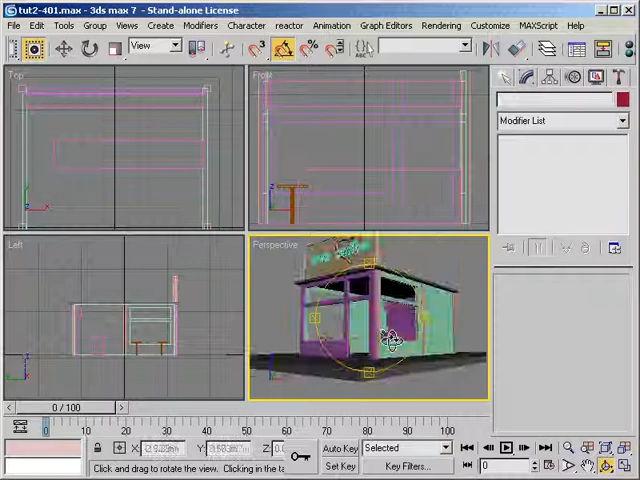 tut2-401.max - 3ds max 7 - Stand-alone License
File Edit Tools Group Views Create Modifiers Character reactor Animation Graph Editors Rendering Customize MAXScript Help
View
Top
Front
Modifier List
Left
Perspective
0 / 100
0 10 20 30 40 50 60 70 80 90 100
X: Y: Z:
Auto Key Selected
Click and drag to rotate the view. Clicking in the ta
Set Key Key Filters... 0